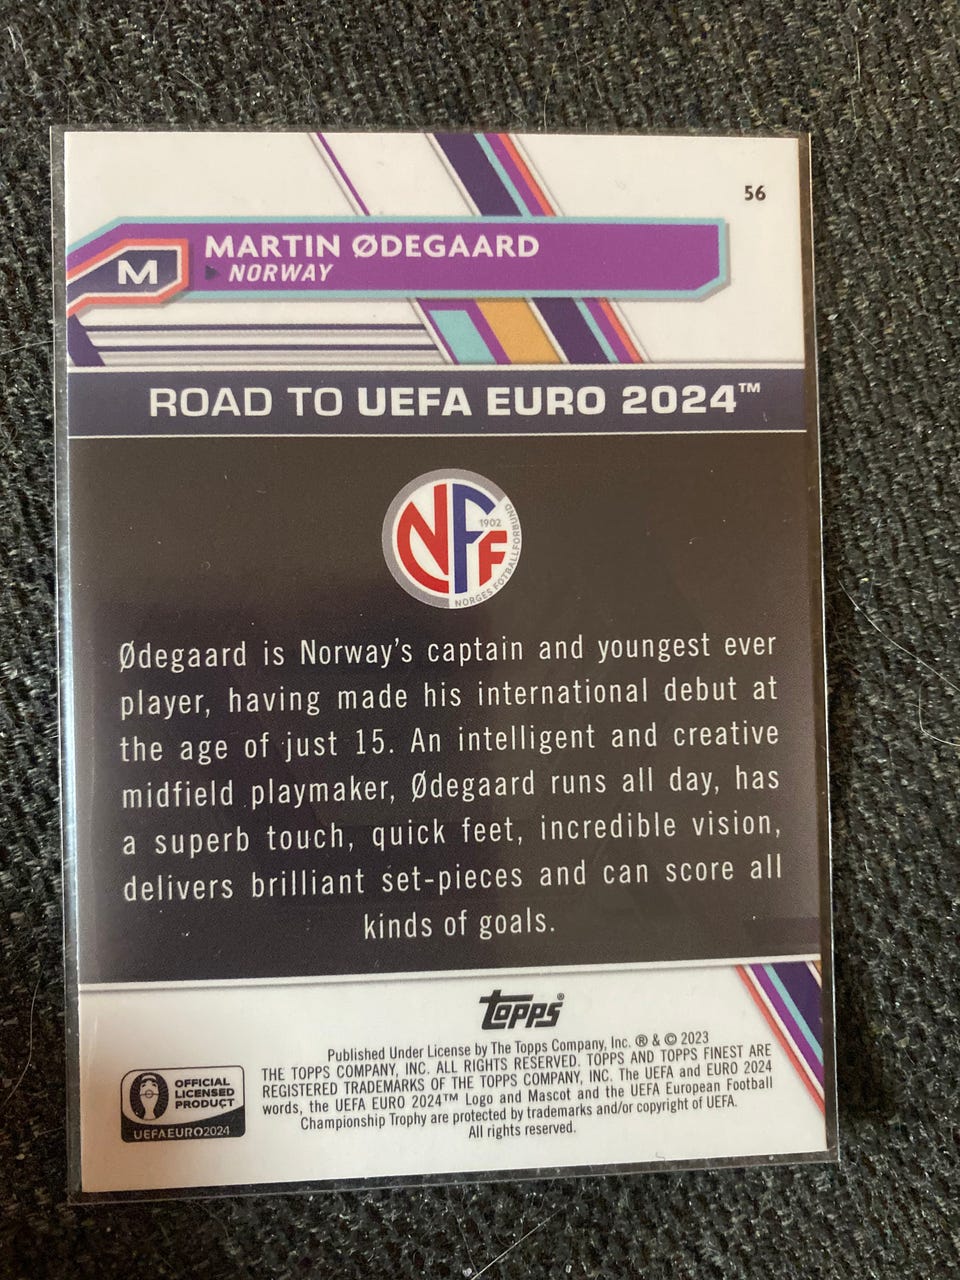 56
MARTIN ØDEGAARD
M
NORWAY
ROAD TO UEFA EURO 2024™
NFF
1902
NORGES FOTBALLFORBUND
Ødegaard is Norway's captain and youngest ever
player, having made his international debut at
the age of just 15. An intelligent and creative
midfield playmaker, Ødegaard runs all day, has
a superb touch, quick feet, incredible vision,
delivers brilliant set-pieces and can score all
kinds of goals.
topps®
Published Under License by The Topps Company, Inc. ® & © 2023
THE TOPPS COMPANY, INC. ALL RIGHTS RESERVED. TOPPS AND TOPPS FINEST ARE
REGISTERED TRADEMARKS OF THE TOPPS COMPANY, INC. The UEFA and EURO 2024
words, the UEFA EURO 2024™ Logo and Mascot and the UEFA European Football
Championship Trophy are protected by trademarks and/or copyright of UEFA.
All rights reserved.
OFFICIAL
LICENSED
PRODUCT
UEFAEURO2024